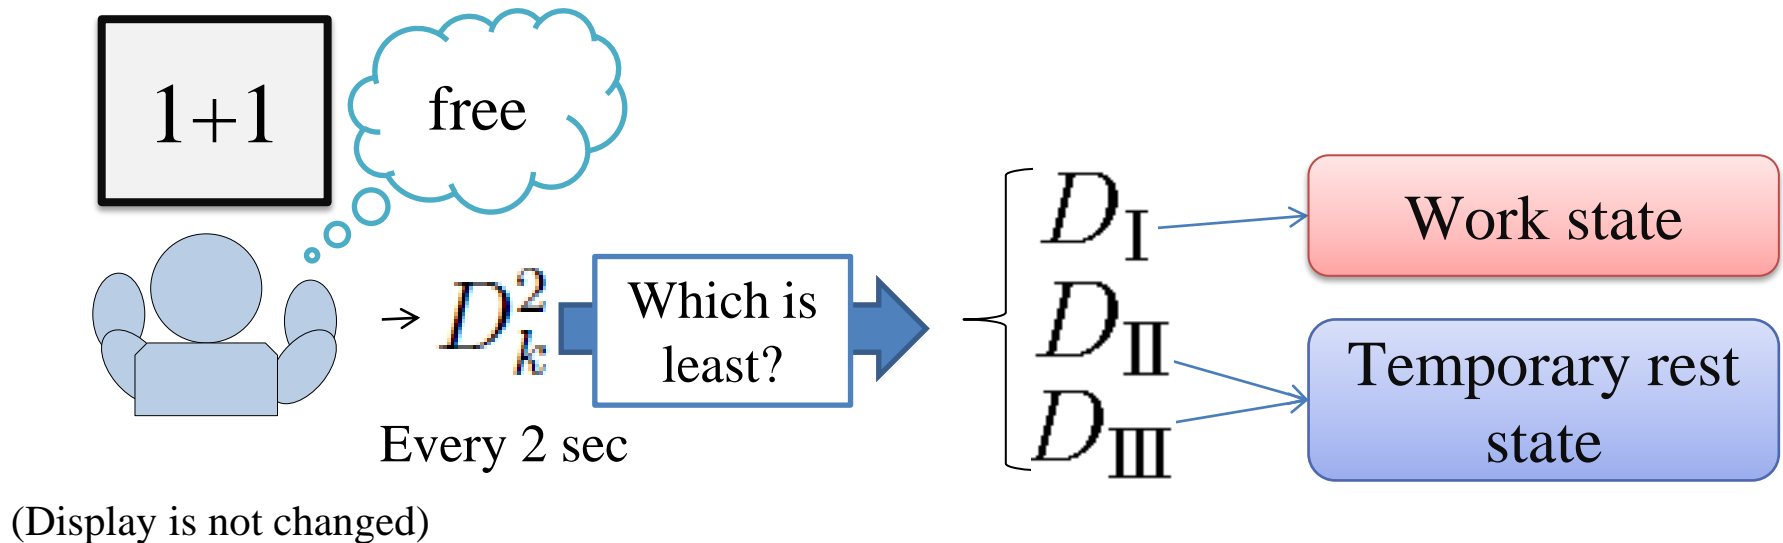 1+1
free
D_k^2
Every 2 sec
(Display is not changed)
Which is
least?
D_Ⅰ
D_Ⅱ
D_Ⅲ
Work state
Temporary rest
state